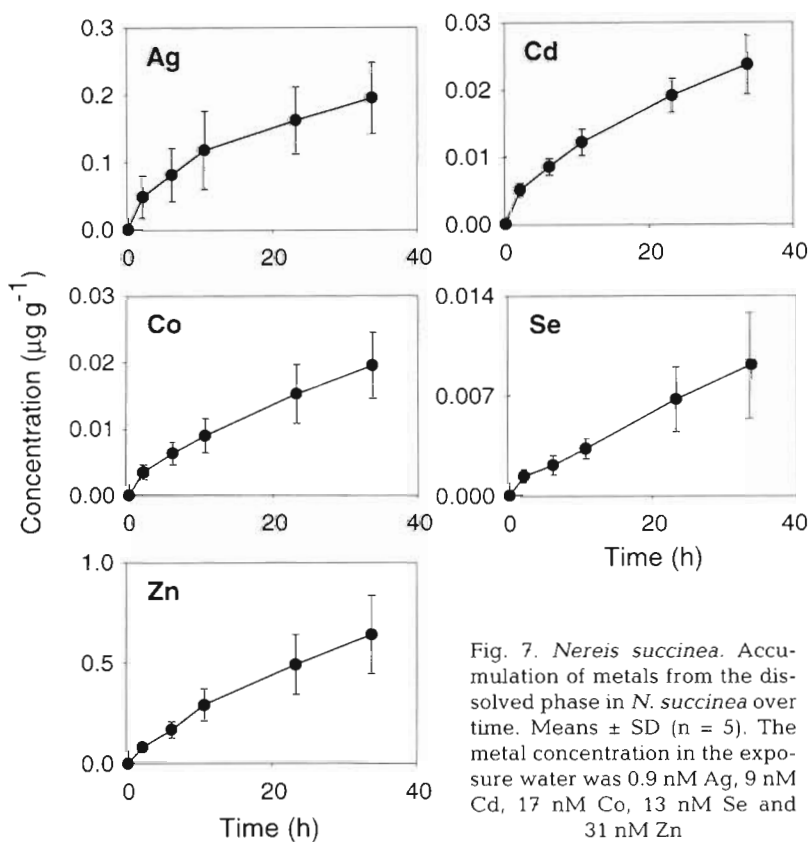 0.3
Ag
0.2
0.1
0.0
0
20
40
0.03
Cd
0.02
0.01
0.00
0
20
40
Concentration (µg g⁻¹)
0.03
Co
0.02
0.01
0.00
0
20
40
0.014
Se
0.007
0.000
0
20
40
Time (h)
1.0
Zn
0.5
0.0
0
20
40
Time (h)
Fig. 7. Nereis succinea. Accu-
mulation of metals from the dis-
solved phase in N. succinea over
time. Means ± SD (n = 5). The
metal concentration in the expo-
sure water was 0.9 nM Ag, 9 nM
Cd, 17 nM Co, 13 nM Se and
31 nM Zn